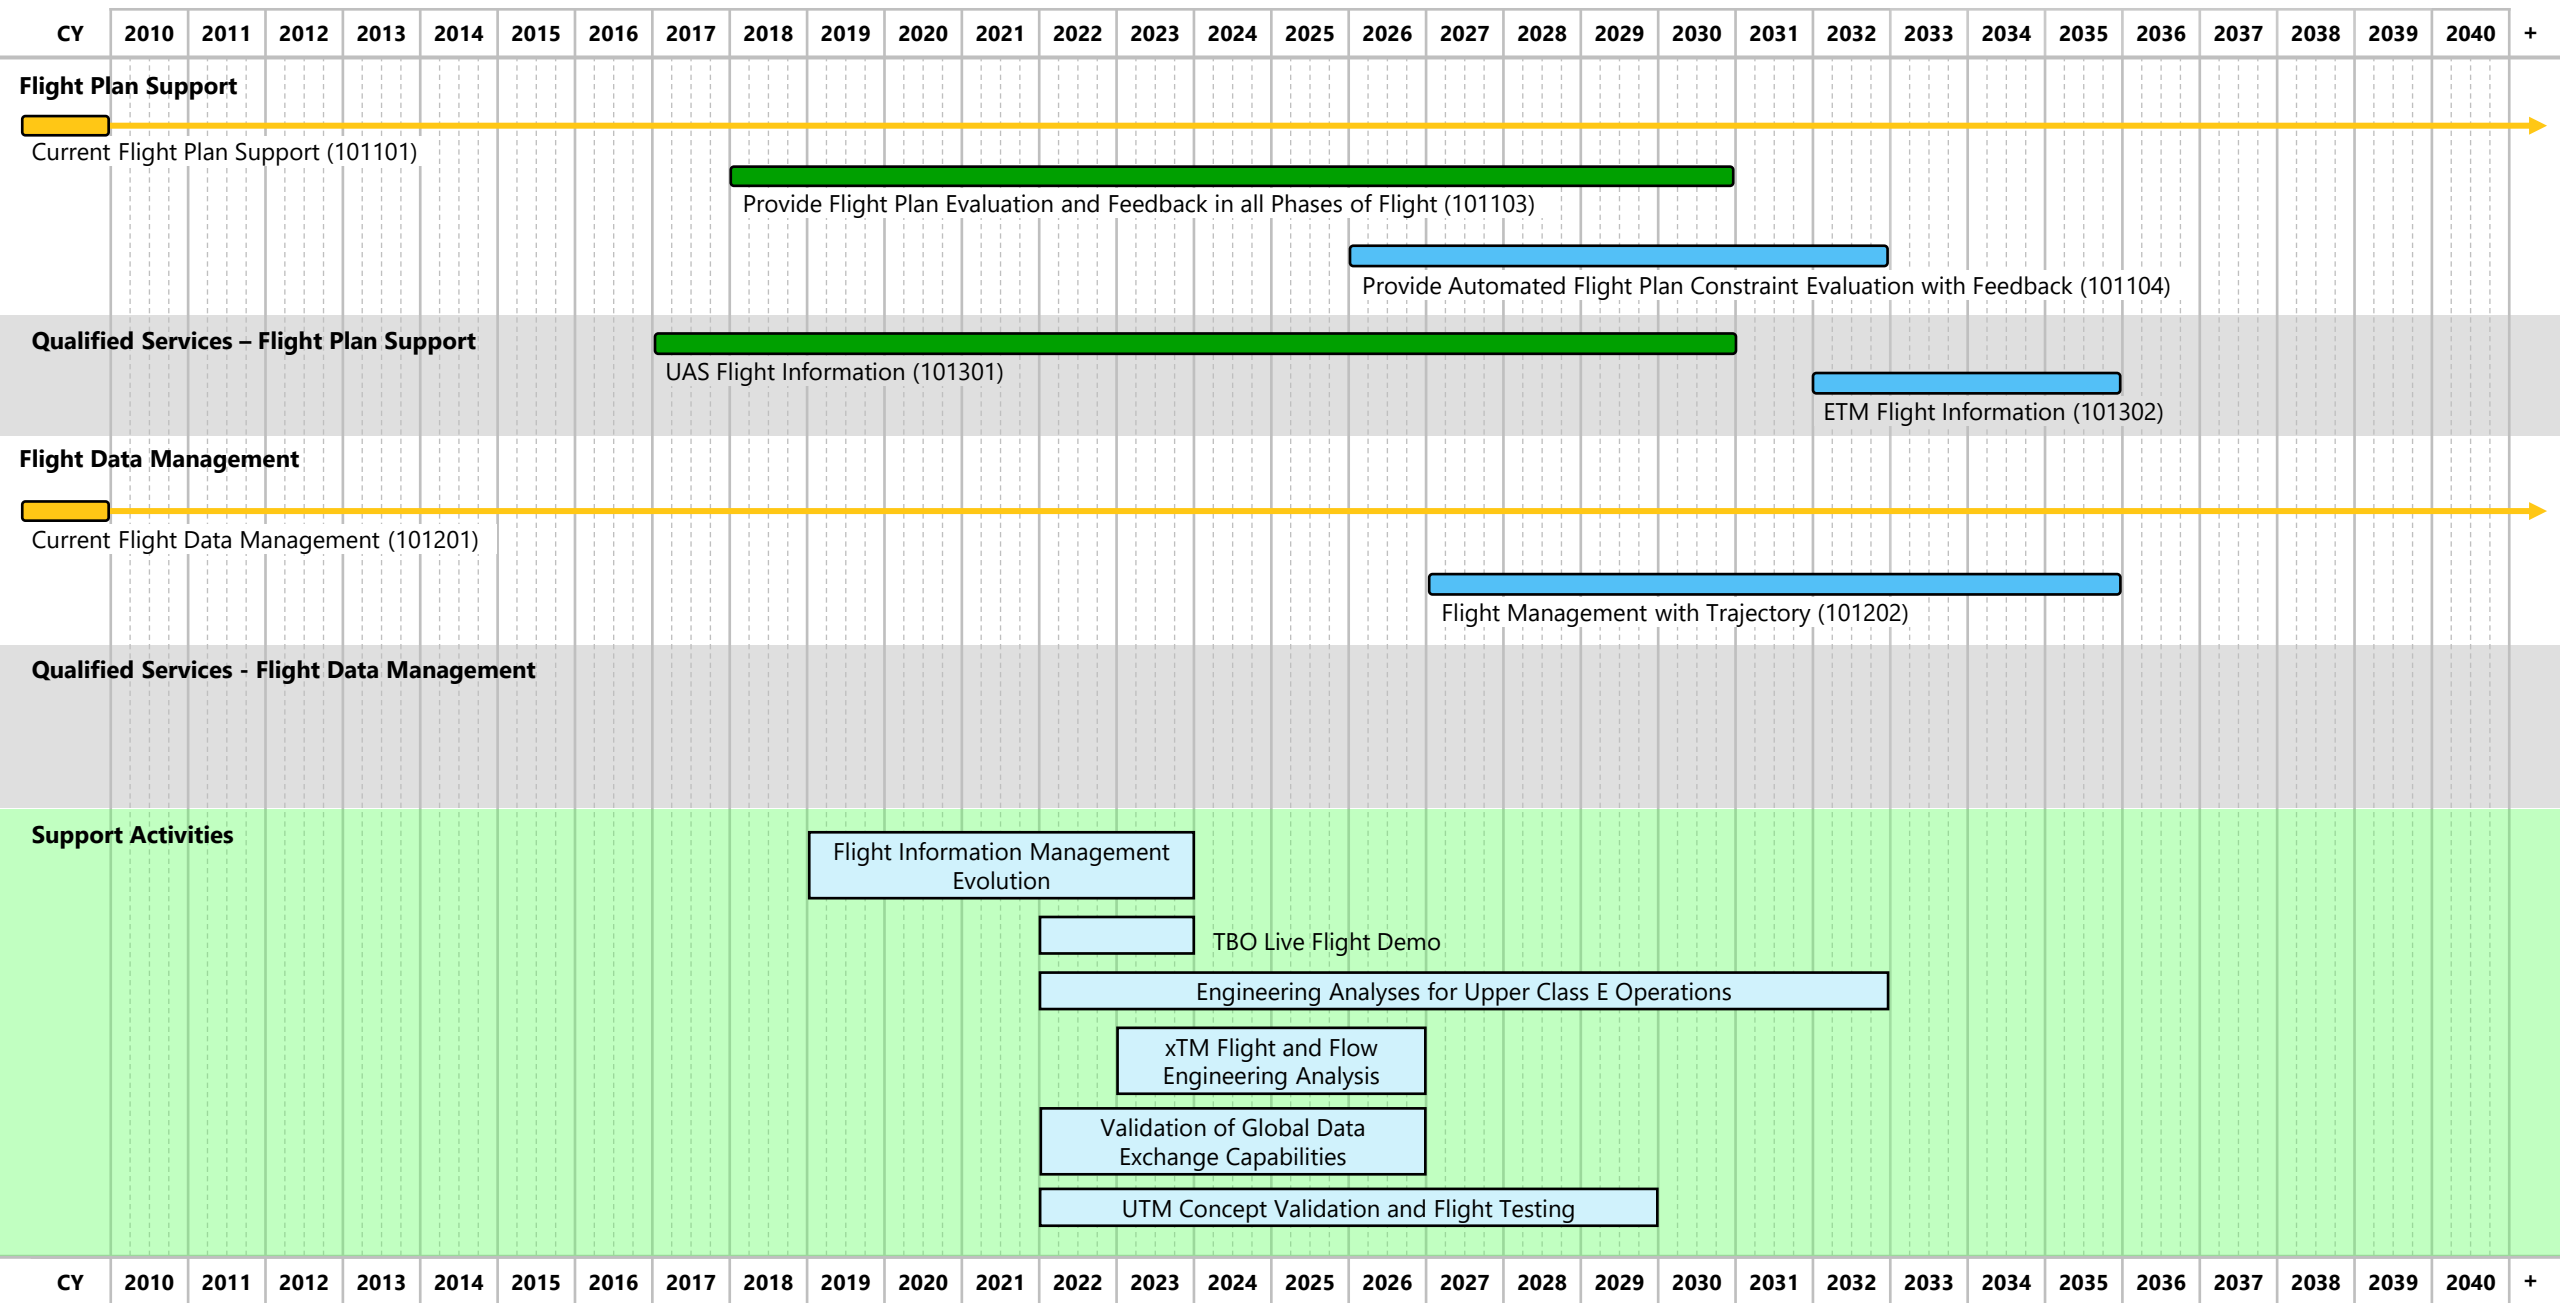 CY 2010 2011 2012 2013 2014 2015 2016 2017 2018 2019 2020 2021 2022 2023 2024 2025 2026 2027 2028 2029 2030 2031 2032 2033 2034 2035 2036 2037 2038 2039 2040 +
Flight Plan Support
Current Flight Plan Support (101101)
Provide Flight Plan Evaluation and Feedback in all Phases of Flight (101103)
Provide Automated Flight Plan Constraint Evaluation with Feedback (101104)
Qualified Services – Flight Plan Support
UAS Flight Information (101301)
ETM Flight Information (101302)
Flight Data Management
Current Flight Data Management (101201)
Flight Management with Trajectory (101202)
Qualified Services - Flight Data Management
Support Activities
Flight Information Management
Evolution
TBO Live Flight Demo
Engineering Analyses for Upper Class E Operations
xTM Flight and Flow
Engineering Analysis
Validation of Global Data
Exchange Capabilities
UTM Concept Validation and Flight Testing
CY 2010 2011 2012 2013 2014 2015 2016 2017 2018 2019 2020 2021 2022 2023 2024 2025 2026 2027 2028 2029 2030 2031 2032 2033 2034 2035 2036 2037 2038 2039 2040 +